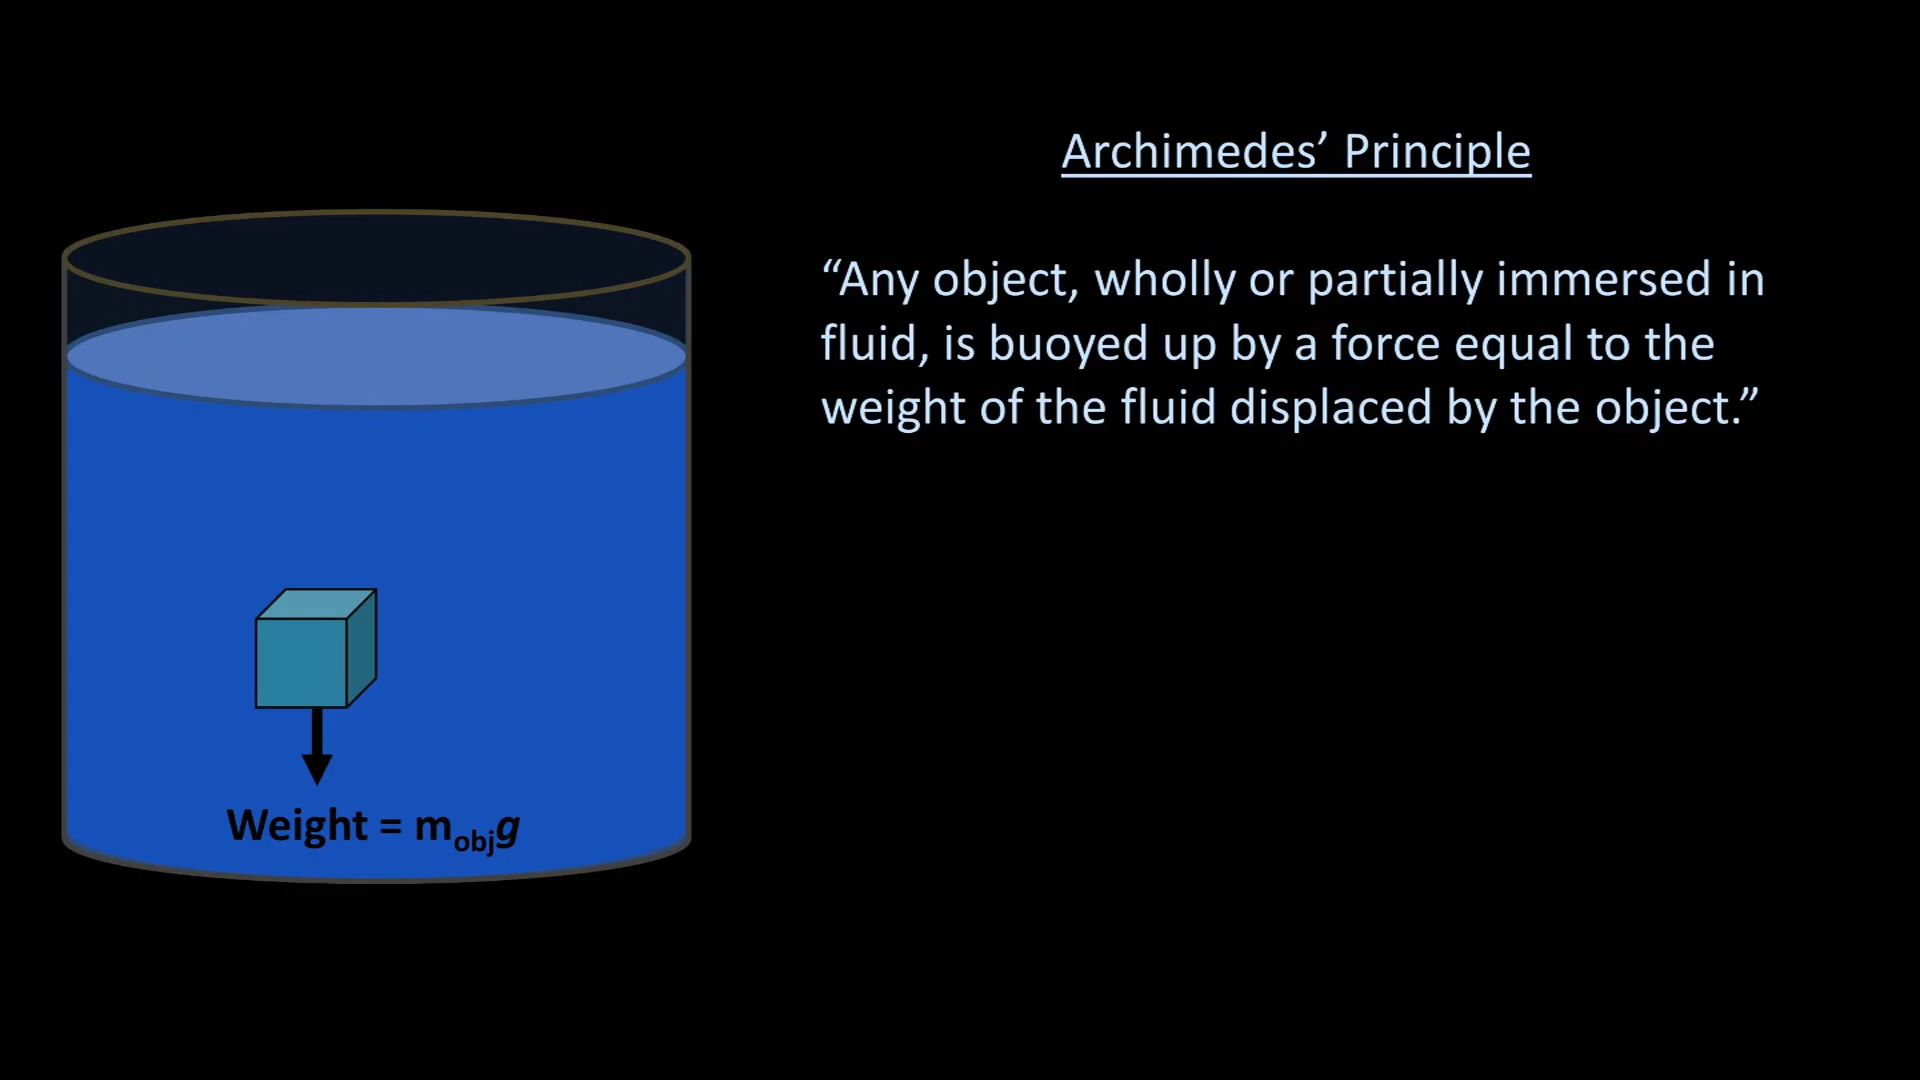 Archimedes’ Principle
“Any object, wholly or partially immersed in
fluid, is buoyed up by a force equal to the
weight of the fluid displaced by the object.”
Weight = mobjg